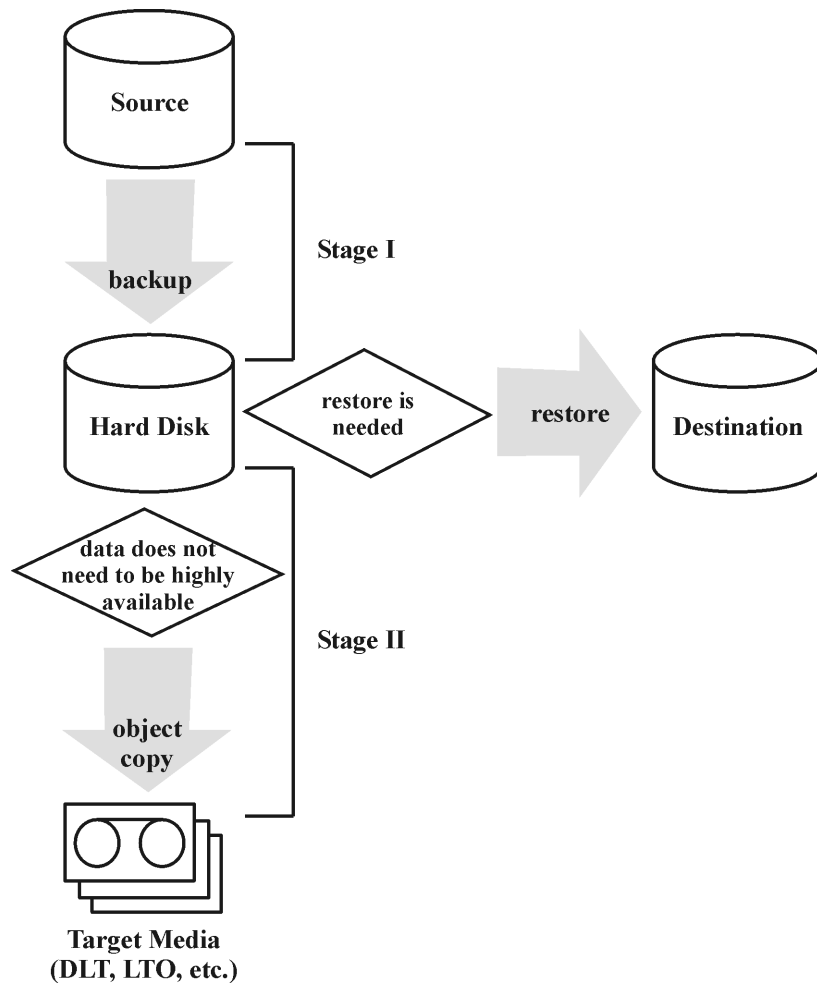 Source
Stage I
backup
Hard Disk
restore is
needed
restore
Destination
data does not
need to be highly
available
Stage II
object
copy
Target Media
(DLT, LTO, etc.)